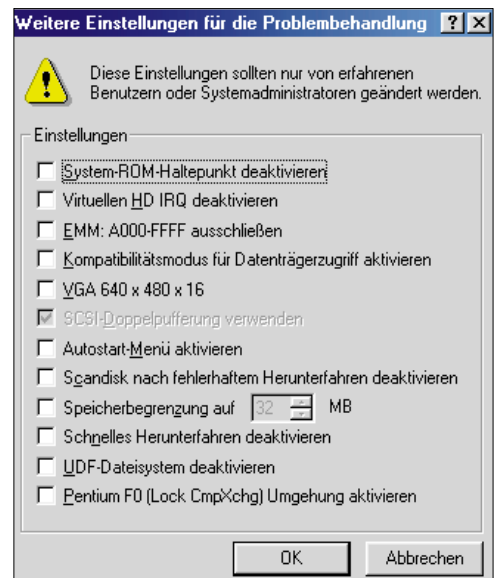 Weitere Einstellungen für die Problembehandlung
Diese Einstellungen sollten nur von erfahrenen
Benutzern oder Systemadministratoren geändert werden.
Einstellungen
System-ROM-Haltepunkt deaktivieren
Virtuellen HD IRQ deaktivieren
EMM: A000-FFFF ausschließen
Kompatibilitätsmodus für Datenträgerzugriff aktivieren
VGA 640 x 480 x 16
SCSI-Doppelpufferung verwenden
Autostart-Menü aktivieren
Scandisk nach fehlerhaftem Herunterfahren deaktivieren
Speicherbegrenzung auf 32 MB
Schnelles Herunterfahren deaktivieren
UDF-Dateisystem deaktivieren
Pentium F0 (Lock CmpXchg) Umgehung aktivieren
OK Abbrechen